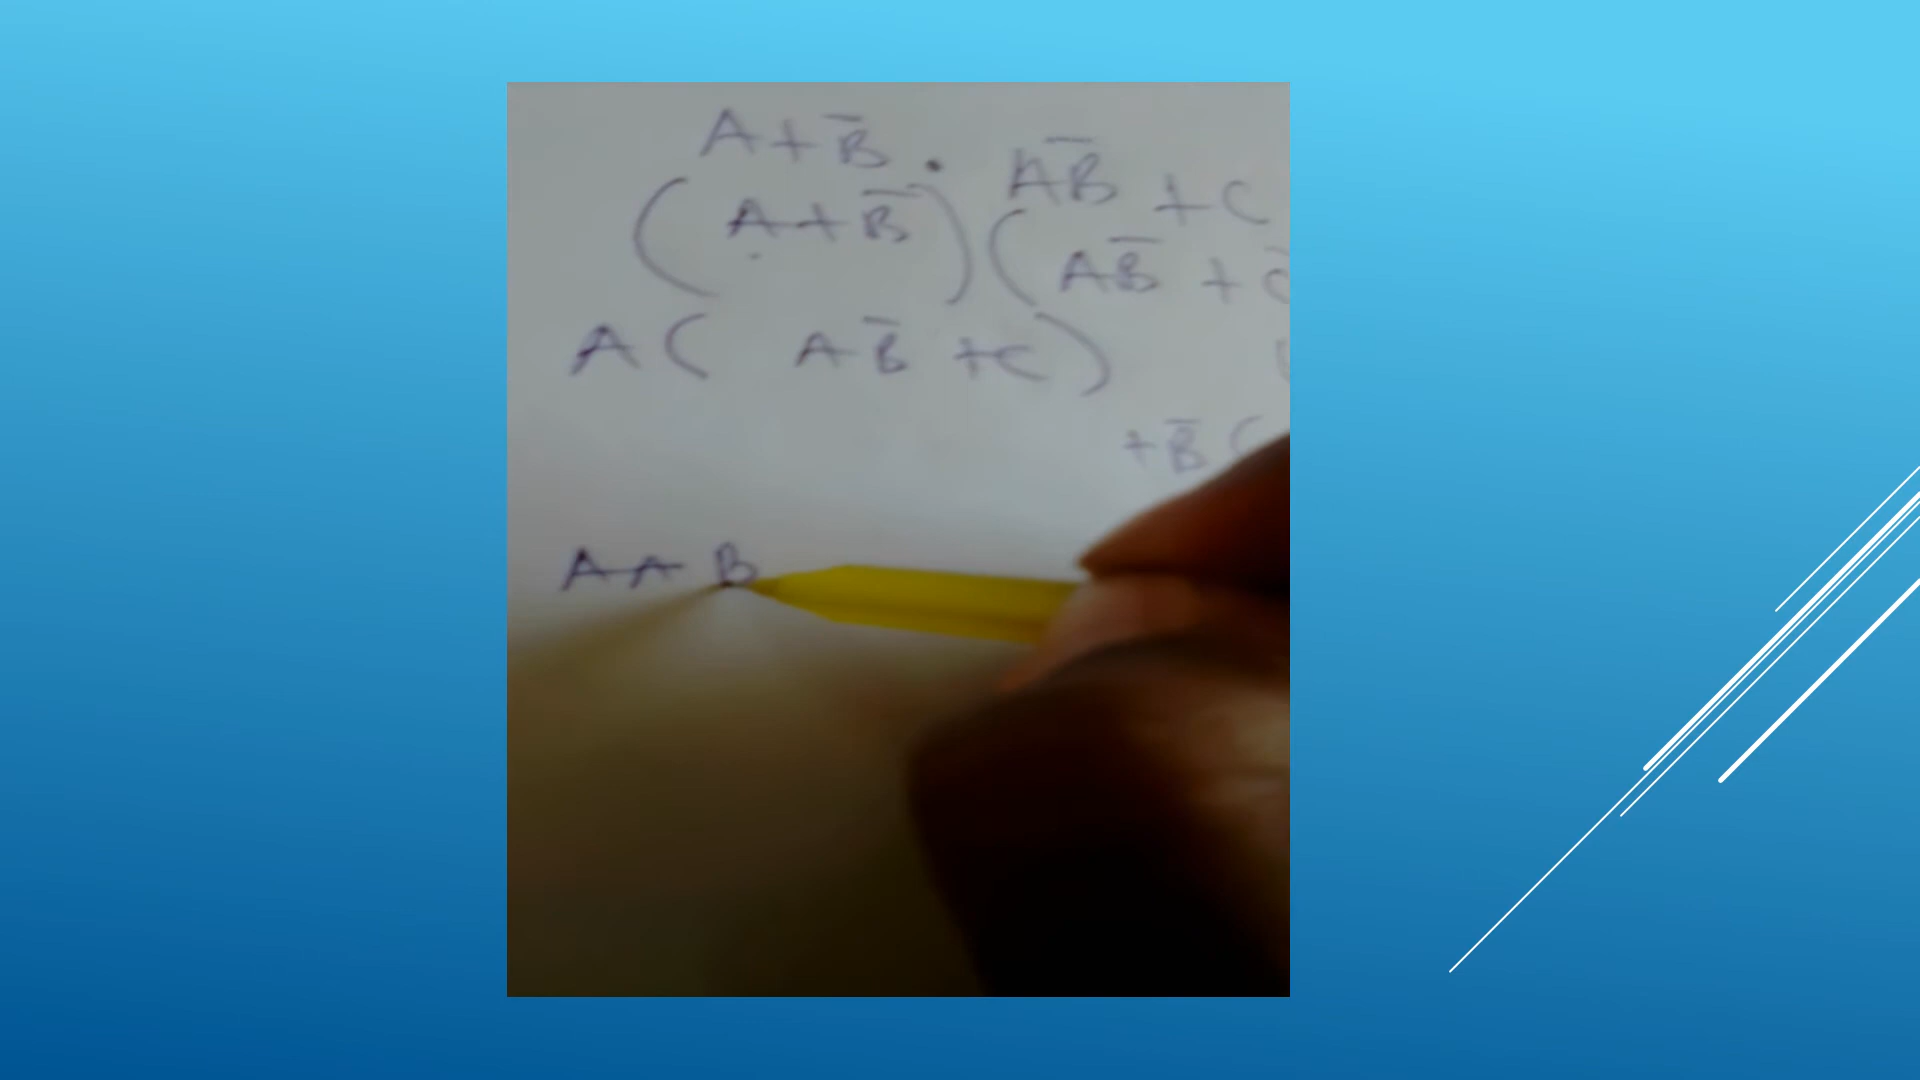 A + B̅ . AB̅ + C
(A + B̅) (AB̅ + C
A( AB̅ + C)
+ B̅ (
A A B